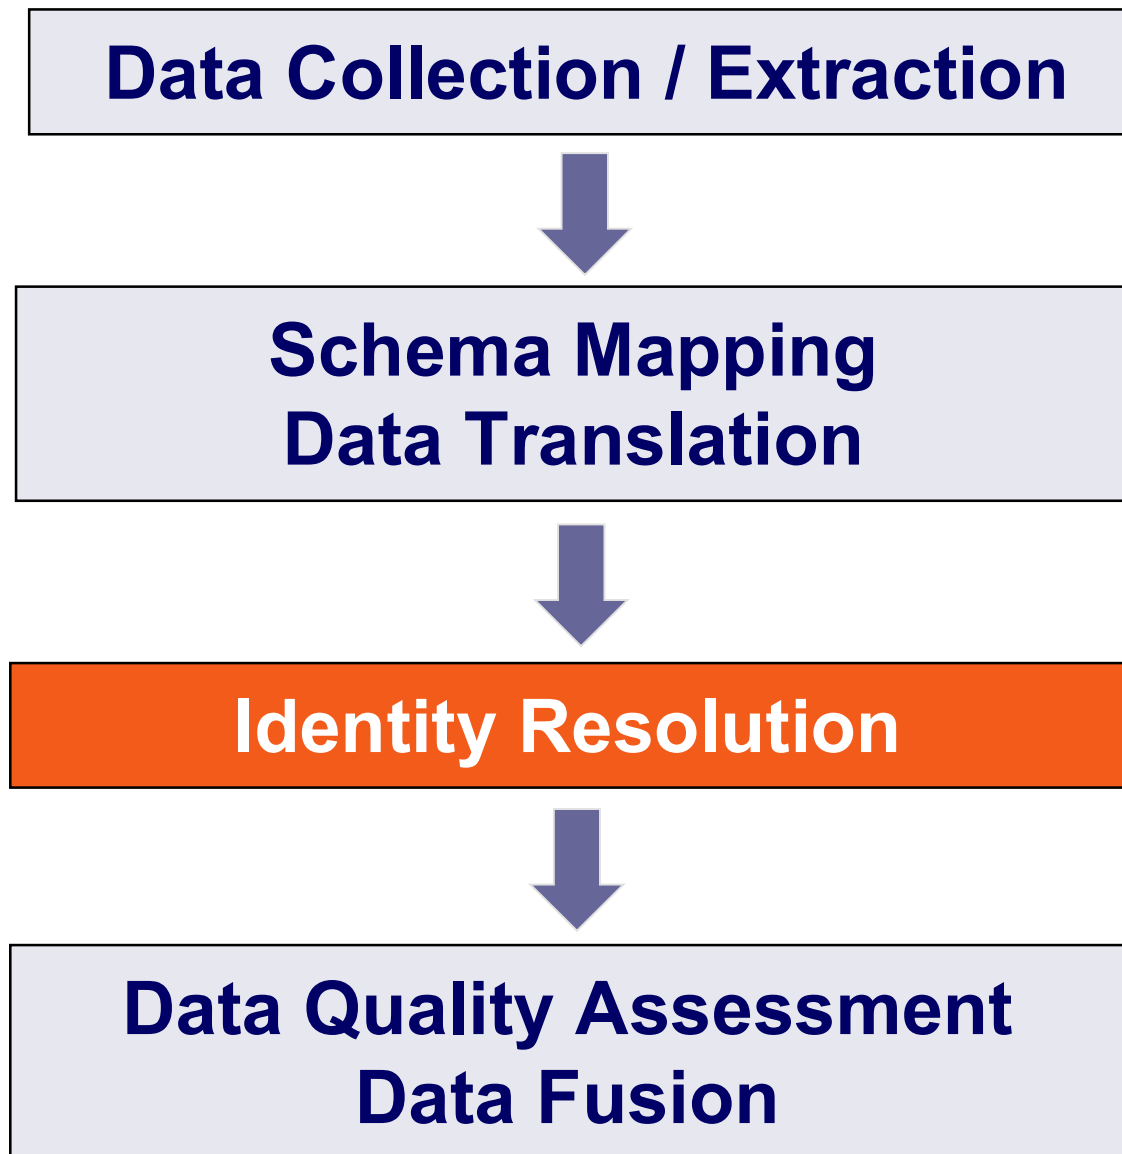 Data Collection / Extraction
Schema Mapping
Data Translation
Identity Resolution
Data Quality Assessment
Data Fusion